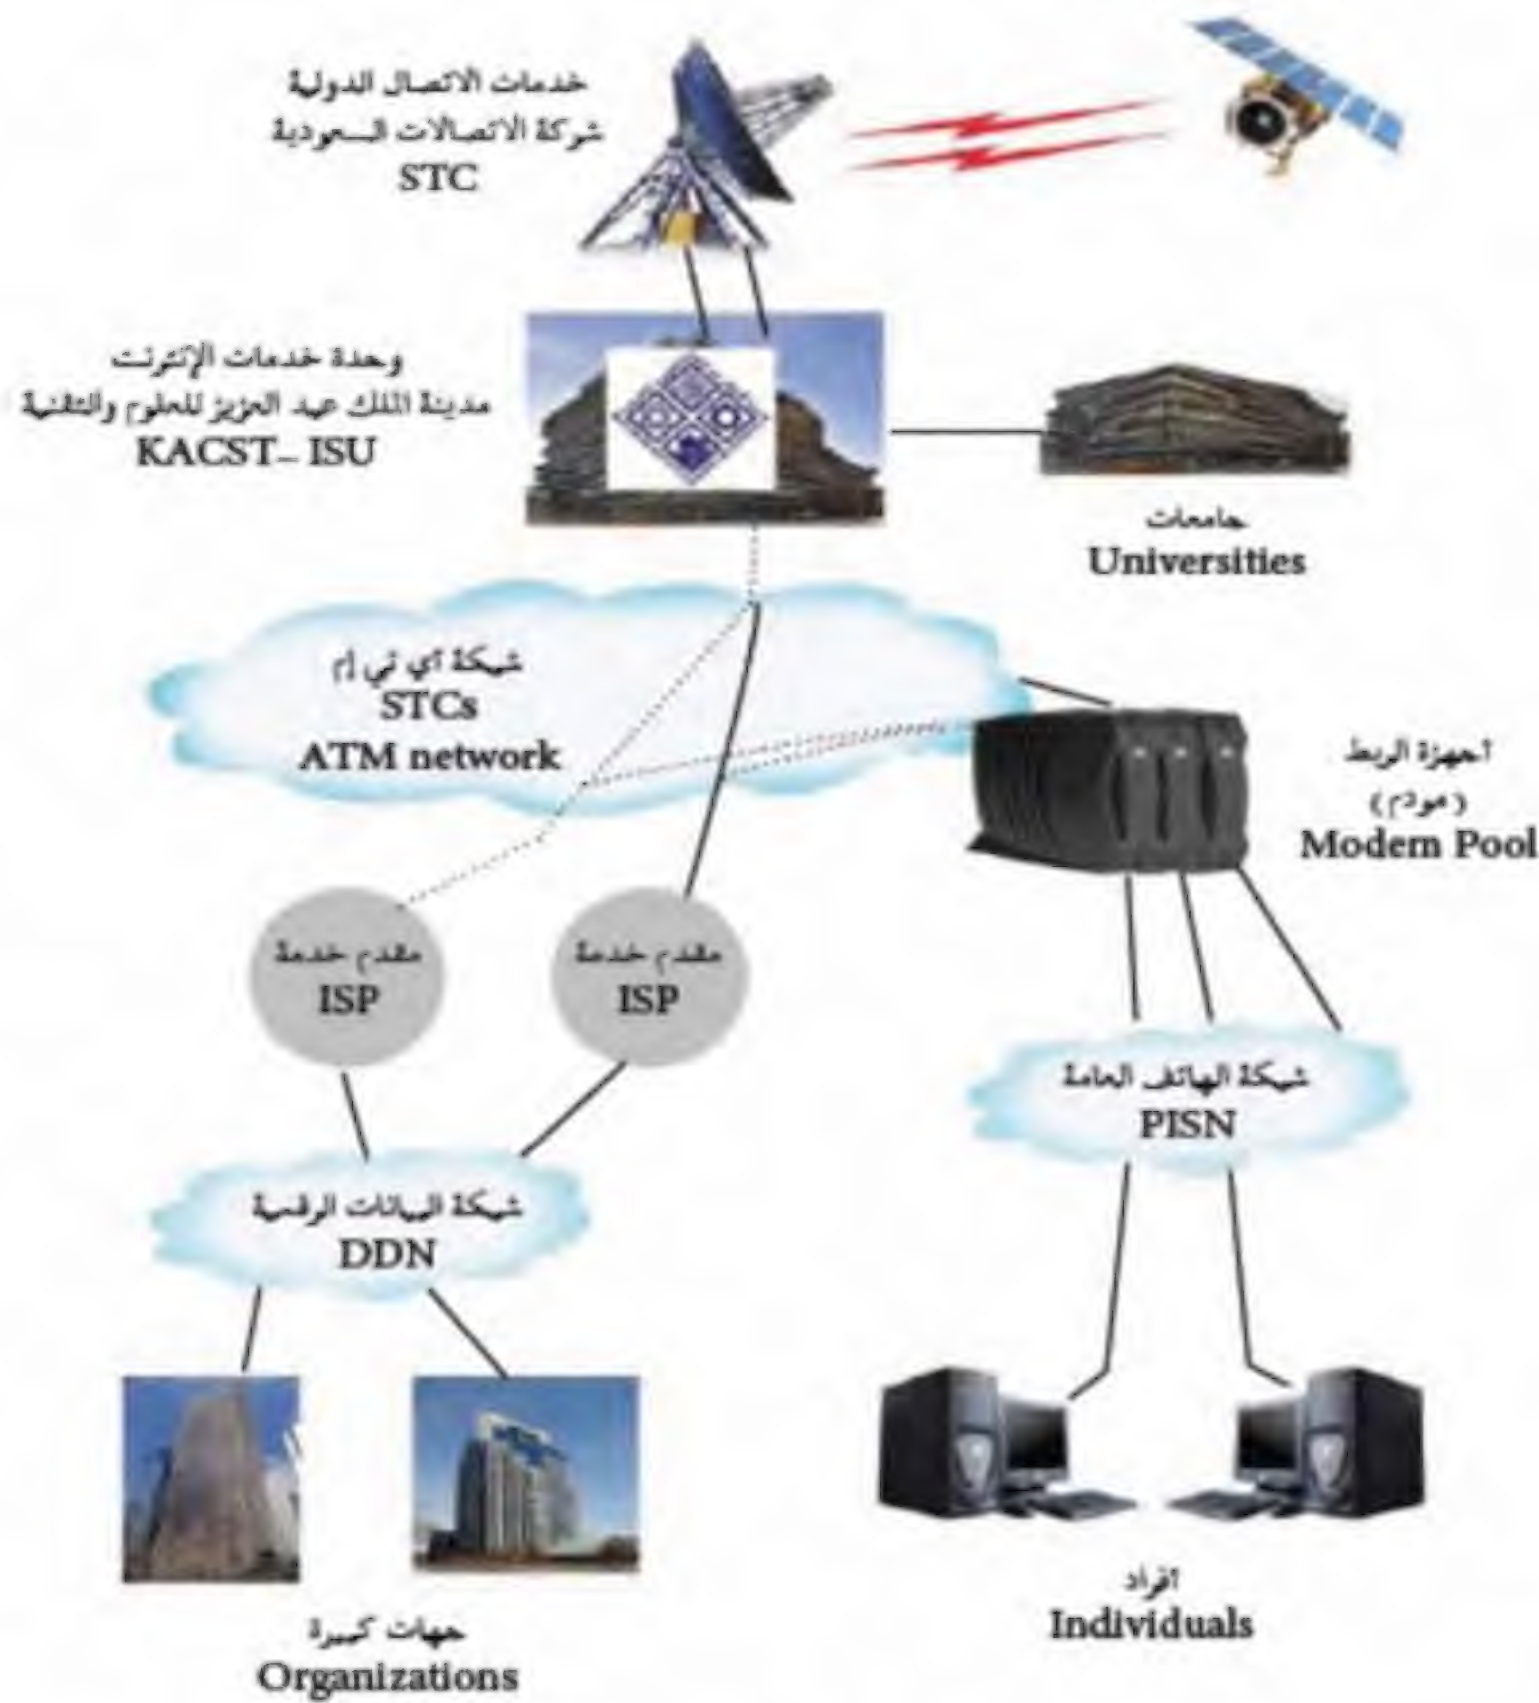 خدمات الاتصال الدولية
شركة الاتصالات السعودية
STC
وحدة خدمات الإنترنت
مدينة الملك عبد العزيز للعلوم والتقنية
KACST– ISU
جامعات
Universities
شبكة آي تي إم
STCs
ATM network
أجهزة الربط
(مودم)
Modem Pool
مقدم خدمة
ISP
مقدم خدمة
ISP
شبكة الهاتف العامة
PISN
شبكة البيانات الرقمية
DDN
أفراد
Individuals
جهات كبيرة
Organizations